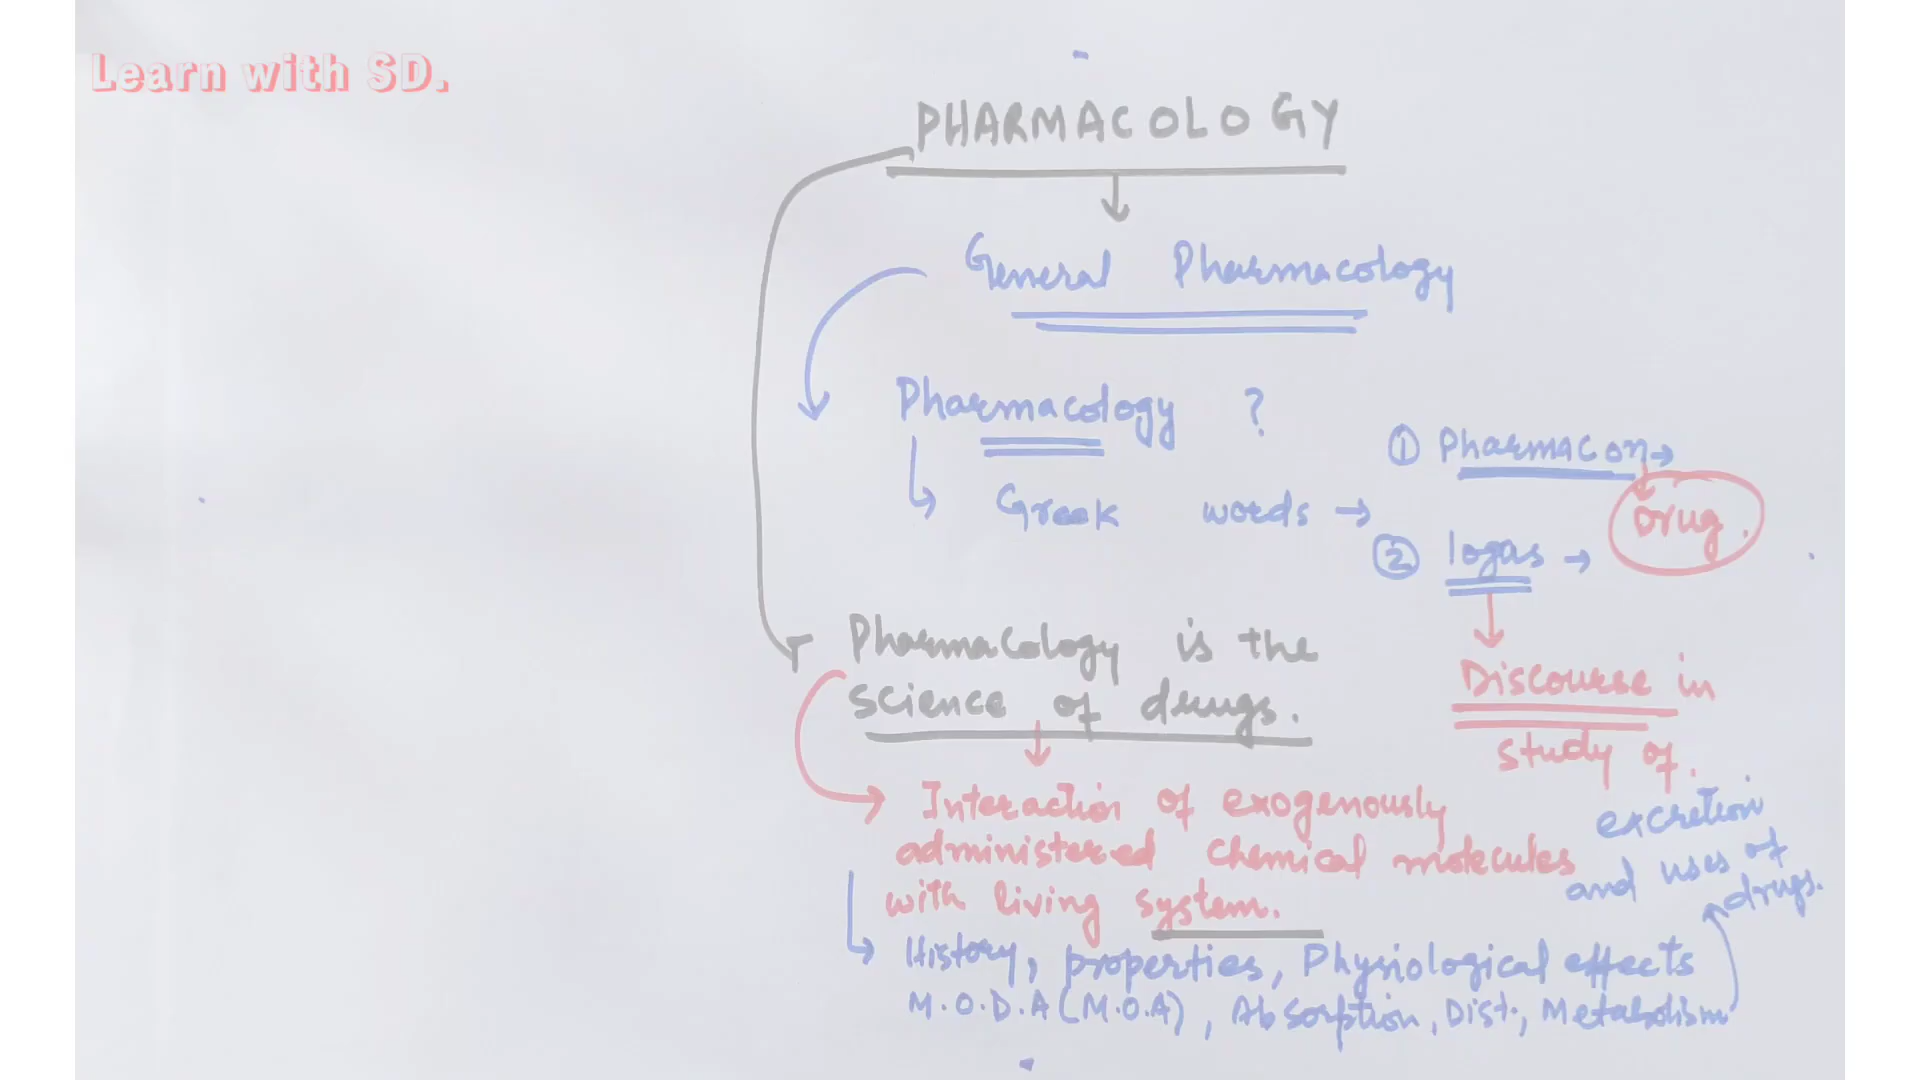 Learn with SD.
PHARMACOLOGY
General Pharmacology
Pharmacology ?
Greek words → ① Pharmacon →
Drug.
② logas →
Discourse in
study of.
Pharmacology is the
science of drugs.
Interaction of exogenously
administered chemical molecules
with living system.
History, properties, Physiological effects
M.O.D.A (M.O.A), Absorption, Dist., Metabolism
excretion
and uses of
drugs.